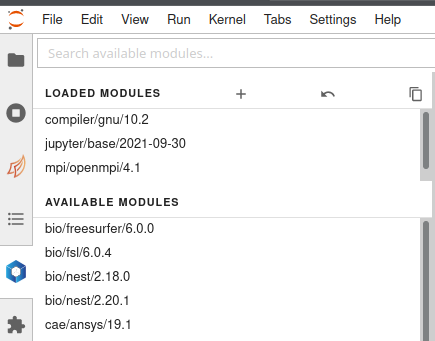 File Edit View Run Kernel Tabs Settings Help
Search available modules...
LOADED MODULES
compiler/gnu/10.2
jupyter/base/2021-09-30
mpi/openmpi/4.1
AVAILABLE MODULES
bio/freesurfer/6.0.0
bio/fsl/6.0.4
bio/nest/2.18.0
bio/nest/2.20.1
cae/ansys/19.1